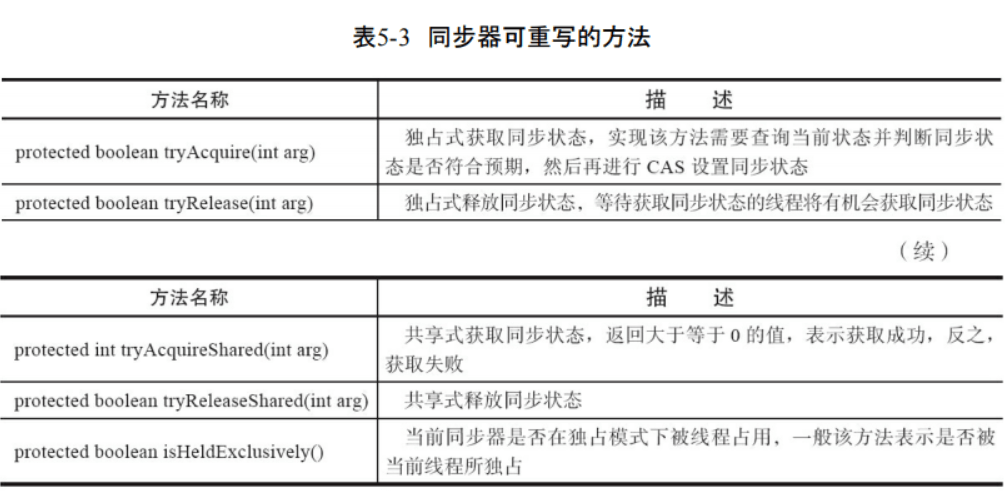 表5-3 同步器可重写的方法
方法名称 描 述
protected boolean tryAcquire(int arg) 独占式获取同步状态，实现该方法需要查询当前状态并判断同步状
态是否符合预期，然后再进行 CAS 设置同步状态
protected boolean tryRelease(int arg) 独占式释放同步状态，等待获取同步状态的线程将有机会获取同步状态
（续）
方法名称 描 述
protected int tryAcquireShared(int arg) 共享式获取同步状态，返回大于等于 0 的值，表示获取成功，反之，
获取失败
protected boolean tryReleaseShared(int arg) 共享式释放同步状态
protected boolean isHeldExclusively() 当前同步器是否在独占模式下被线程占用，一般该方法表示是否被
当前线程所独占